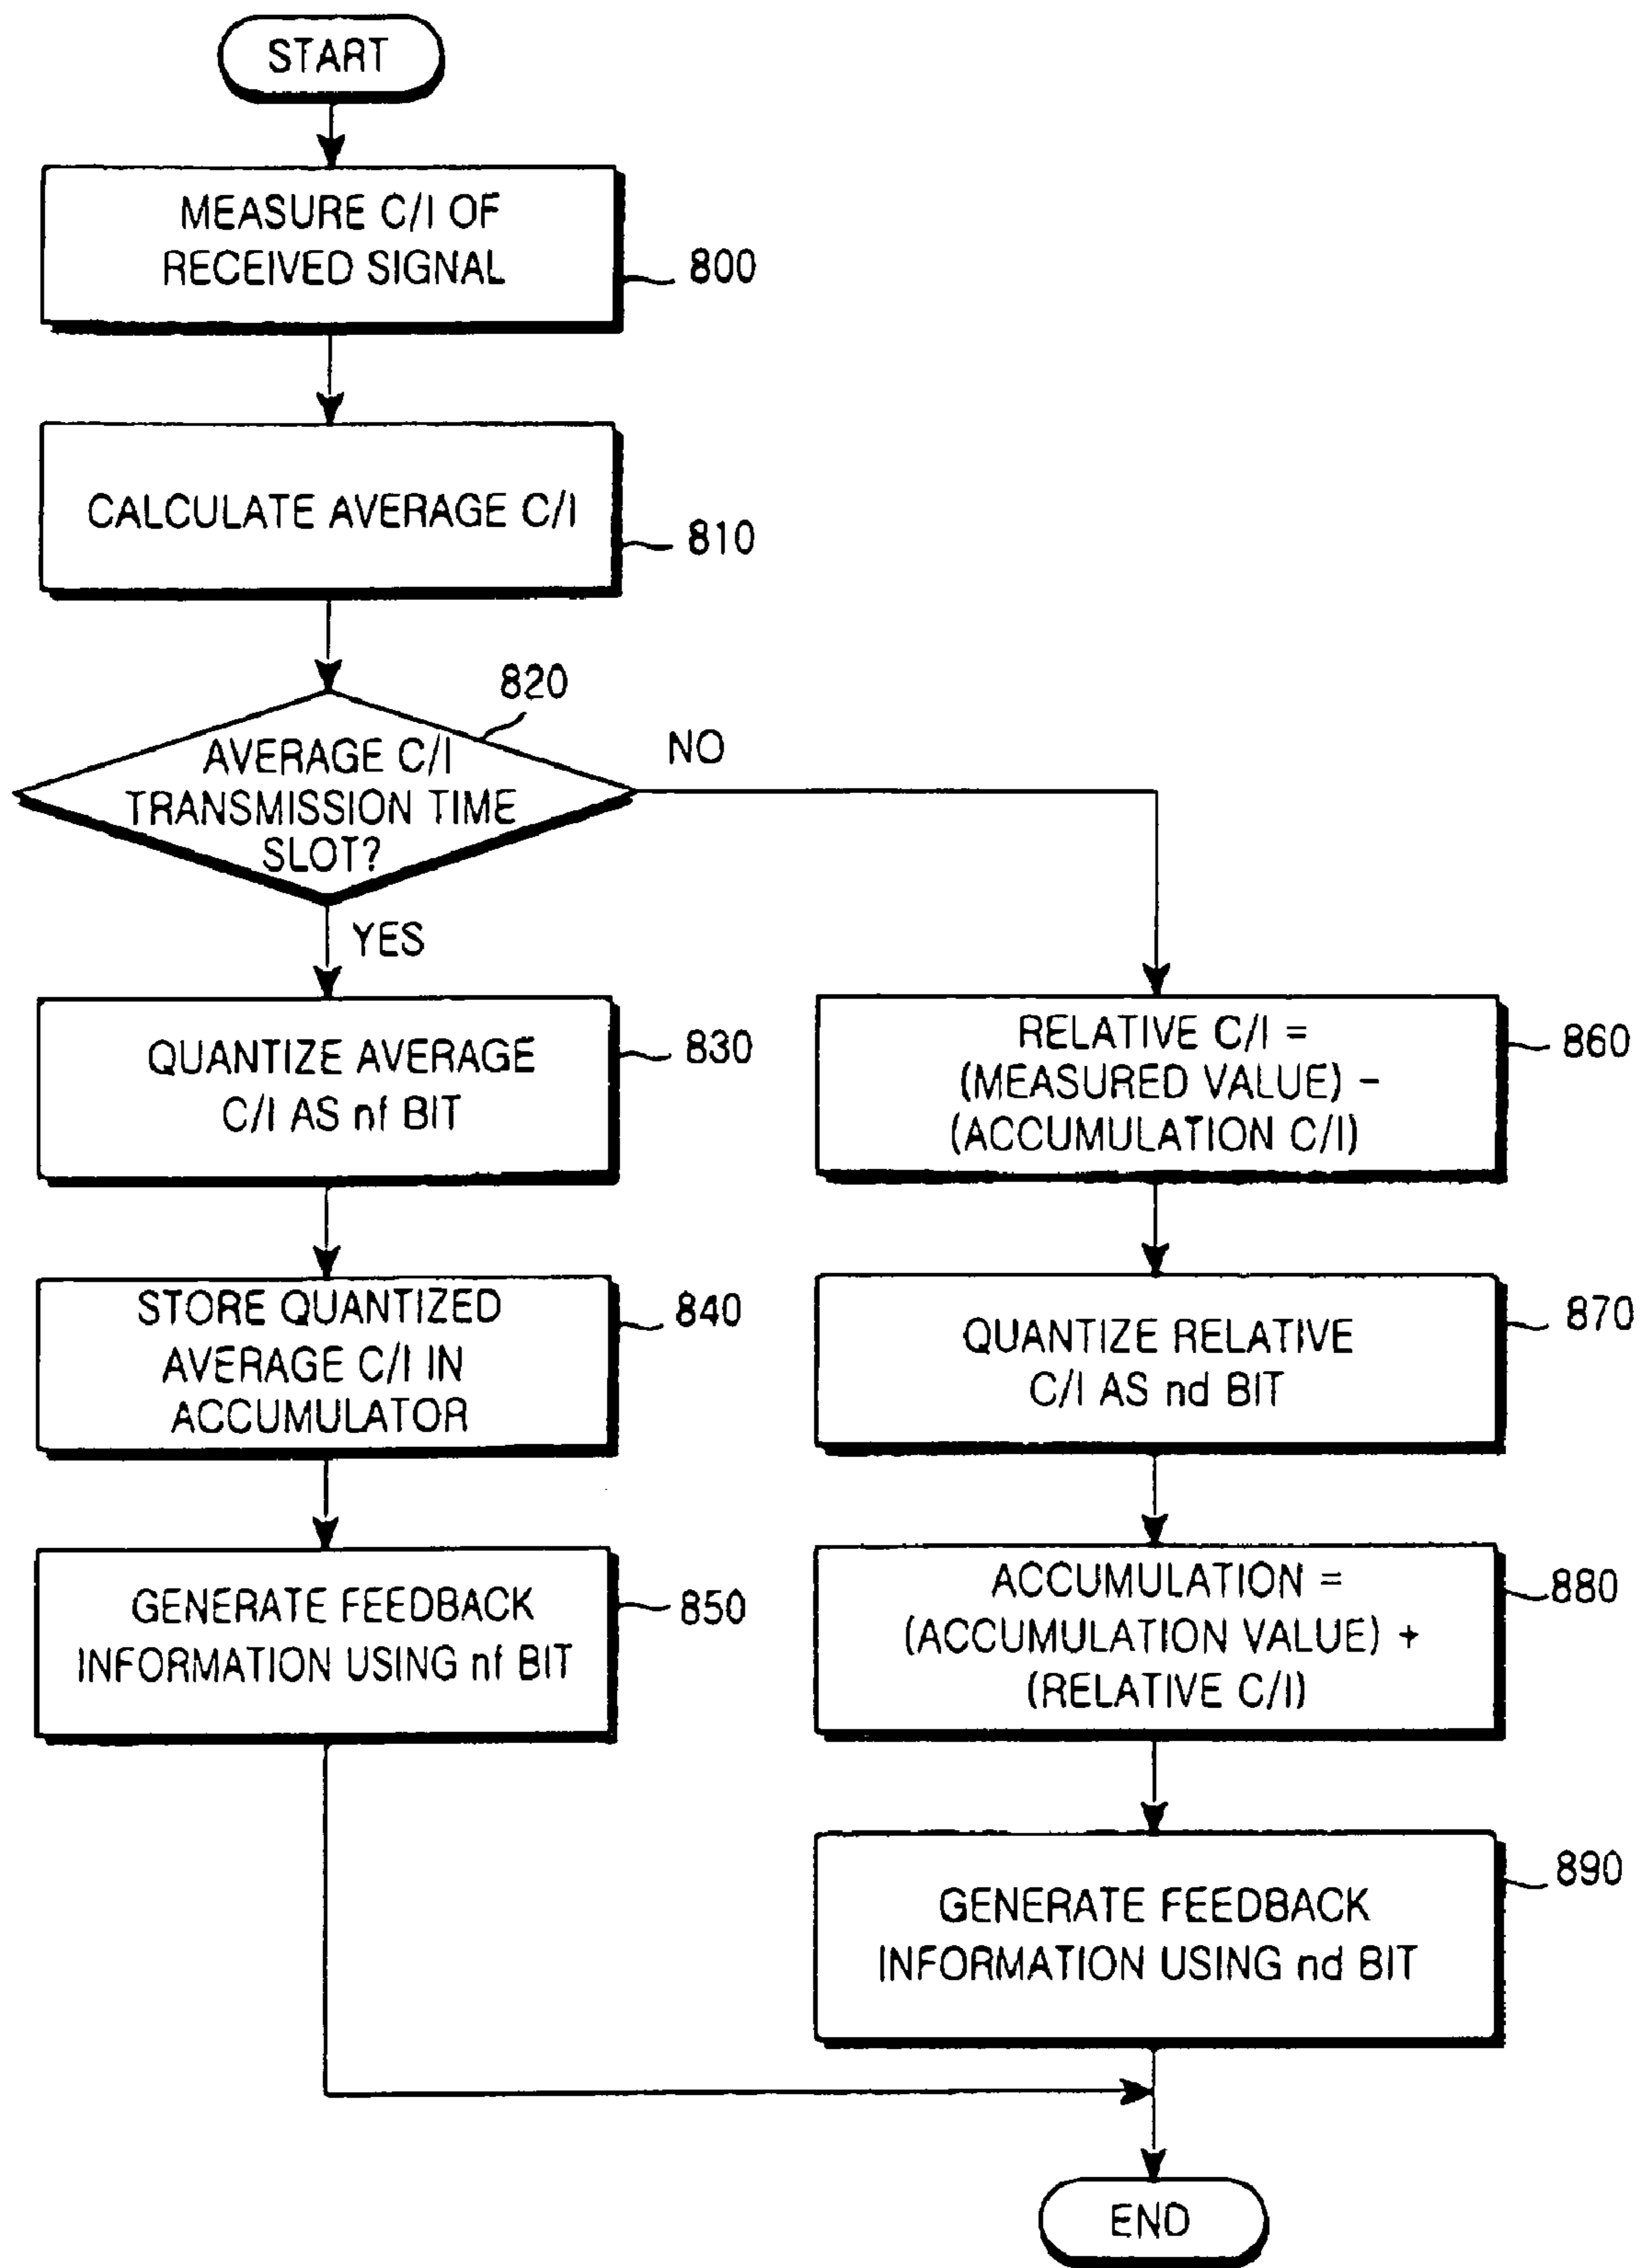 START
MEASURE C/I OF
RECEIVED SIGNAL
800
CALCULATE AVERAGE C/I
810
820
AVERAGE C/I
TRANSMISSION TIME
SLOT?
NO
YES
QUANTIZE AVERAGE
C/I AS nf BIT
830
STORE QUANTIZED
AVERAGE C/I IN
ACCUMULATOR
840
GENERATE FEEDBACK
INFORMATION USING nf BIT
850
RELATIVE C/I =
(MEASURED VALUE) –
(ACCUMULATION C/I)
860
QUANTIZE RELATIVE
C/I AS nd BIT
870
ACCUMULATION =
(ACCUMULATION VALUE) +
(RELATIVE C/I)
880
GENERATE FEEDBACK
INFORMATION USING nd BIT
890
END